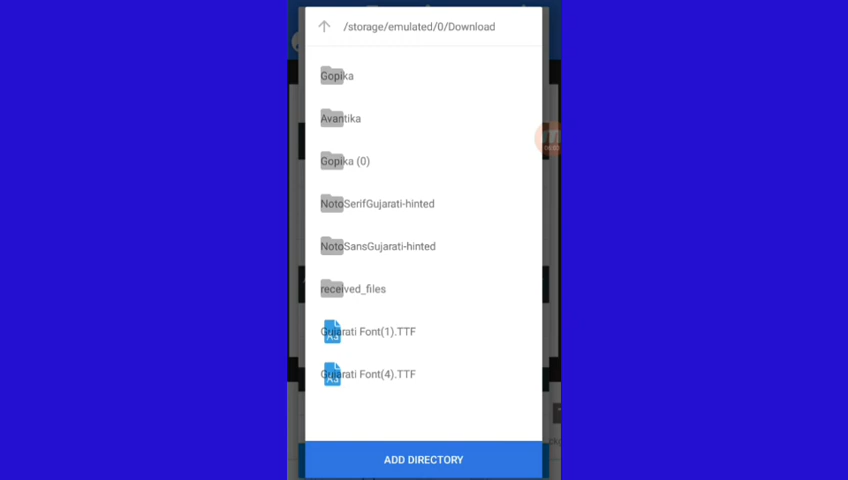 /storage/emulated/0/Download
Gopika
Avantika
Gopika (0)
NotoSerifGujarati-hinted
NotoSansGujarati-hinted
received_files
Gujarati Font(1).TTF
Gujarati Font(4).TTF
ADD DIRECTORY